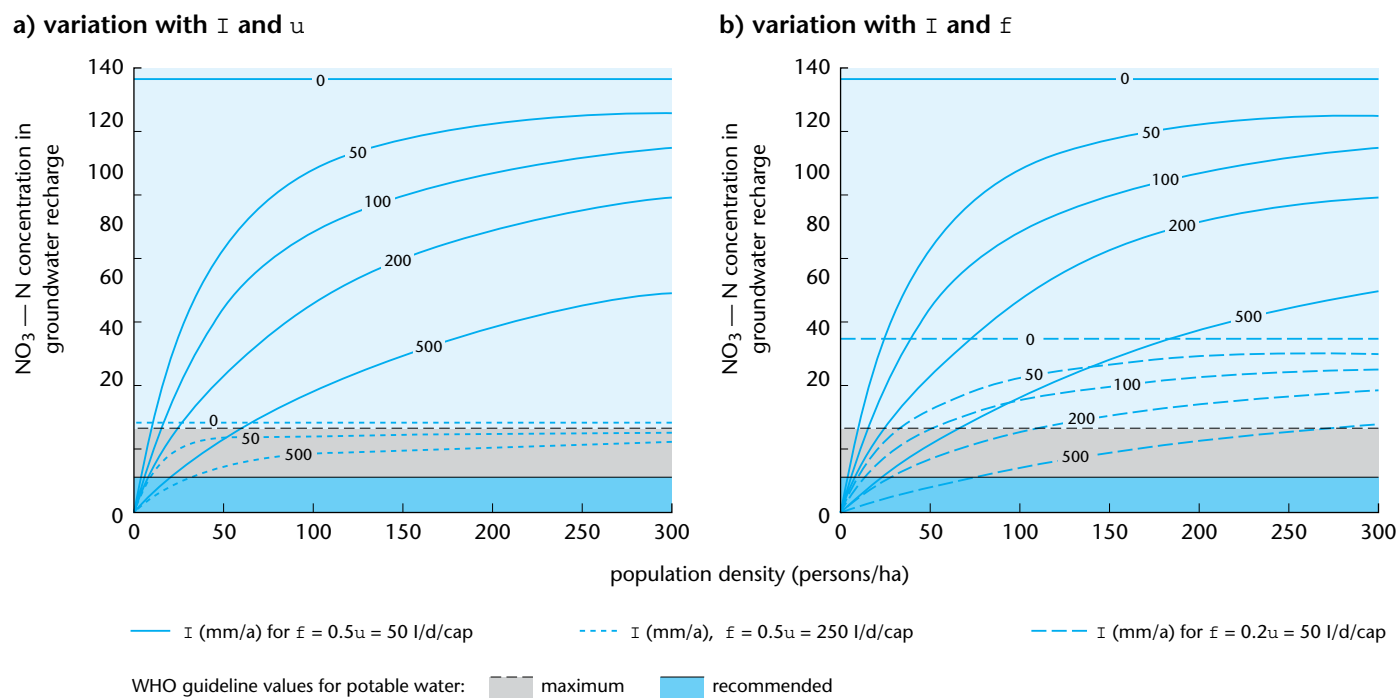 a) variation with I and u
NO3 — N concentration in
groundwater recharge
140
120
100
80
60
40
20
0
0
50
100
200
500
0
50
500
0 50 100 150 200 250 300
b) variation with I and f
NO3 — N concentration in
groundwater recharge
140
120
100
80
60
40
20
0
0
50
100
200
500
0
50
100
200
500
0 50 100 150 200 250 300
population density (persons/ha)
I (mm/a) for f = 0.5u = 50 l/d/cap
I (mm/a), f = 0.5u = 250 l/d/cap
I (mm/a) for f = 0.2u = 50 l/d/cap
WHO guideline values for potable water: maximum recommended